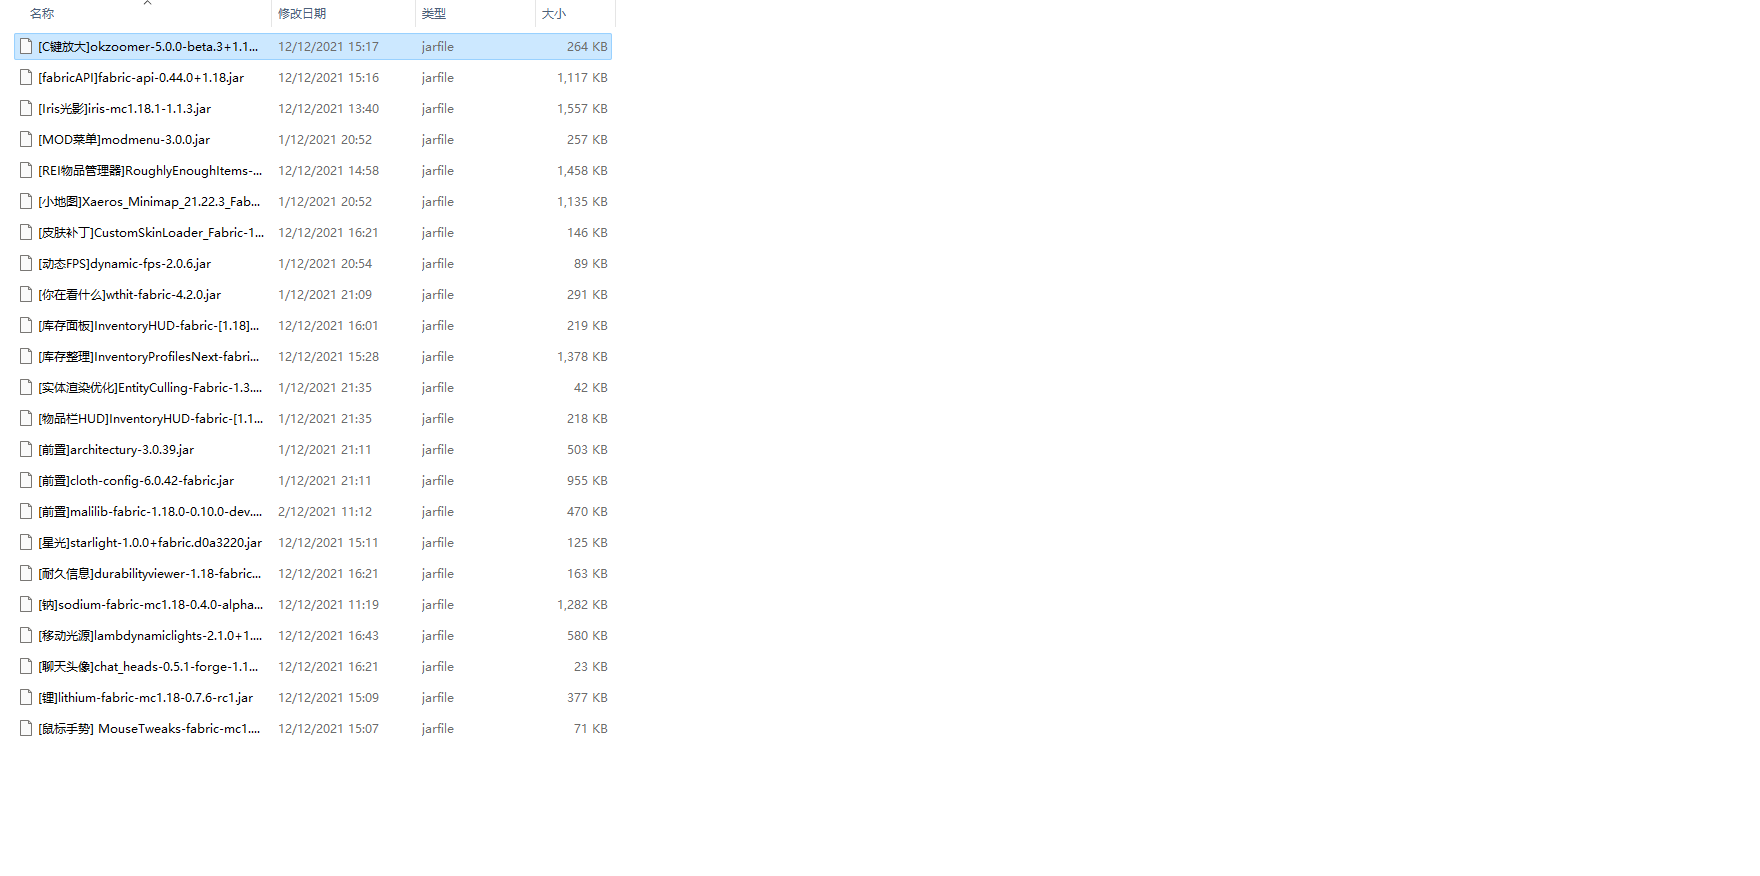 名称 修改日期 类型 大小
[C键放大]okzoomer-5.0.0-beta.3+1.1... 12/12/2021 15:17 jarfile 264 KB
[fabricAPI]fabric-api-0.44.0+1.18.jar 12/12/2021 15:16 jarfile 1,117 KB
[Iris光影]iris-mc1.18.1-1.1.3.jar 12/12/2021 13:40 jarfile 1,557 KB
[MOD菜单]modmenu-3.0.0.jar 1/12/2021 20:52 jarfile 257 KB
[REI物品管理器]RoughlyEnoughItems-... 12/12/2021 14:58 jarfile 1,458 KB
[小地图]Xaeros_Minimap_21.22.3_Fab... 1/12/2021 20:52 jarfile 1,135 KB
[皮肤补丁]CustomSkinLoader_Fabric-1... 12/12/2021 16:21 jarfile 146 KB
[动态FPS]dynamic-fps-2.0.6.jar 1/12/2021 20:54 jarfile 89 KB
[你在看什么]wthit-fabric-4.2.0.jar 1/12/2021 21:09 jarfile 291 KB
[库存面板]InventoryHUD-fabric-[1.18]... 12/12/2021 16:01 jarfile 219 KB
[库存整理]InventoryProfilesNext-fabri... 12/12/2021 15:28 jarfile 1,378 KB
[实体渲染优化]EntityCulling-Fabric-1.3.... 1/12/2021 21:35 jarfile 42 KB
[物品栏HUD]InventoryHUD-fabric-[1.1... 1/12/2021 21:35 jarfile 218 KB
[前置]architectury-3.0.39.jar 1/12/2021 21:11 jarfile 503 KB
[前置]cloth-config-6.0.42-fabric.jar 1/12/2021 21:11 jarfile 955 KB
[前置]malilib-fabric-1.18.0-0.10.0-dev.... 2/12/2021 11:12 jarfile 470 KB
[星光]starlight-1.0.0+fabric.d0a3220.jar 12/12/2021 15:11 jarfile 125 KB
[耐久信息]durabilityviewer-1.18-fabric... 12/12/2021 16:21 jarfile 163 KB
[钠]sodium-fabric-mc1.18-0.4.0-alpha... 12/12/2021 11:19 jarfile 1,282 KB
[移动光源]lambdynamiclights-2.1.0+1.... 12/12/2021 16:43 jarfile 580 KB
[聊天头像]chat_heads-0.5.1-forge-1.1... 12/12/2021 16:21 jarfile 23 KB
[锂]lithium-fabric-mc1.18-0.7.6-rc1.jar 12/12/2021 15:09 jarfile 377 KB
[鼠标手势] MouseTweaks-fabric-mc1.... 12/12/2021 15:07 jarfile 71 KB